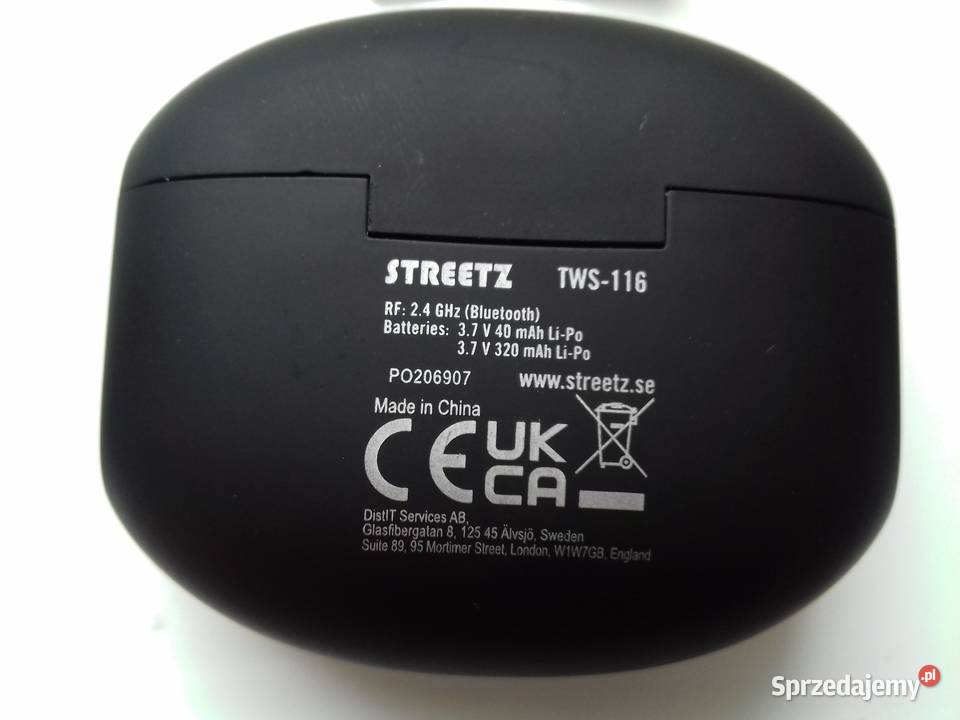 STREETZ TWS-116
RF: 2.4 GHz (Bluetooth)
Batteries: 3.7 V 40 mAh Li-Po
3.7 V 320 mAh Li-Po
PO206907 www.streetz.se
Made in China
CE UK
CA
DistIT Services AB,
Glasfibergatan 8, 125 45 Älvsjö, Sweden
Suite 89, 95 Mortimer Street, London, W1W7GB, England
Sprzedajemy.pl